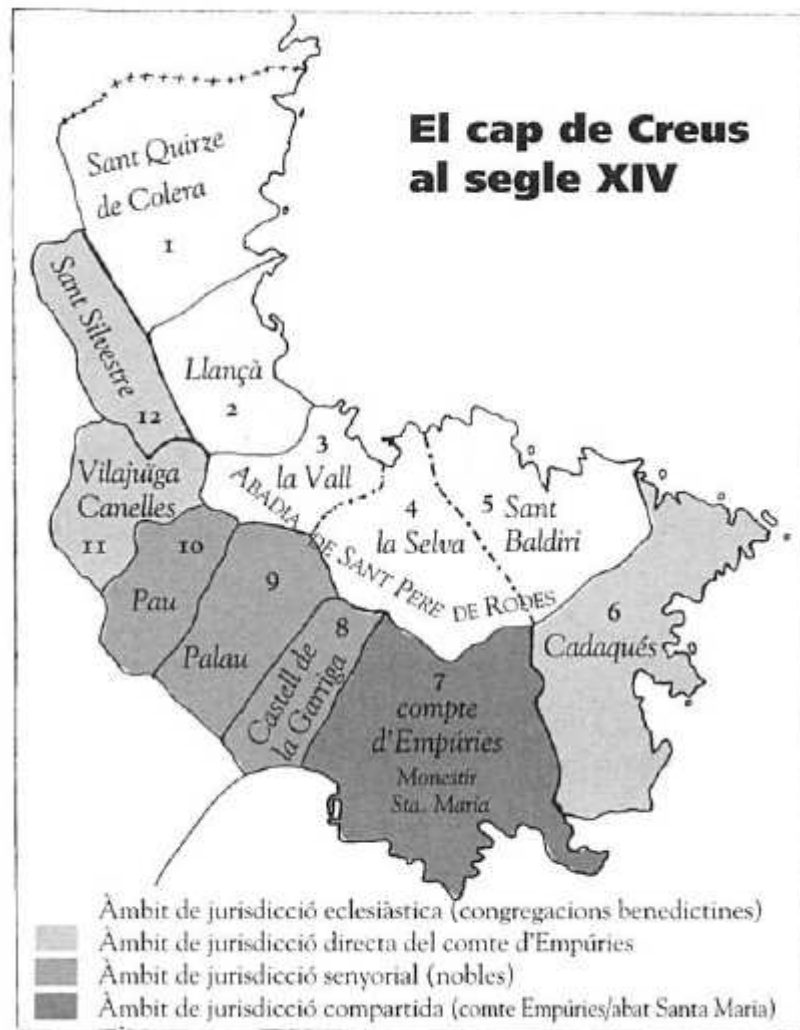 El cap de Creus
al segle XIV
Sant Quirze
de Colera
1
Sant Silvestre
12
Llançà
2
3
la Vall
ABADIA DE SANT PERE DE RODES
4
la Selva
5 Sant
Baldiri
6
Cadaqués
Vilajuïga
Canelles
11
10
Pau
9
Palau
8
Castell de
la Garriga
7
compte
d'Empúries
Monestir
Sta. Maria
Àmbit de jurisdicció eclesiàstica (congregacions benedictines)
Àmbit de jurisdicció directa del comte d'Empúries
Àmbit de jurisdicció senyorial (nobles)
Àmbit de jurisdicció compartida (comte Empúries/abat Santa Maria)